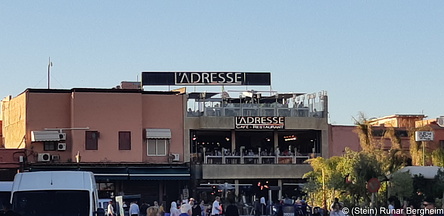 L'ADRESSE
L'ADRESSE
CAFE - RESTAURANT
© (Stein) Runar Bergheim